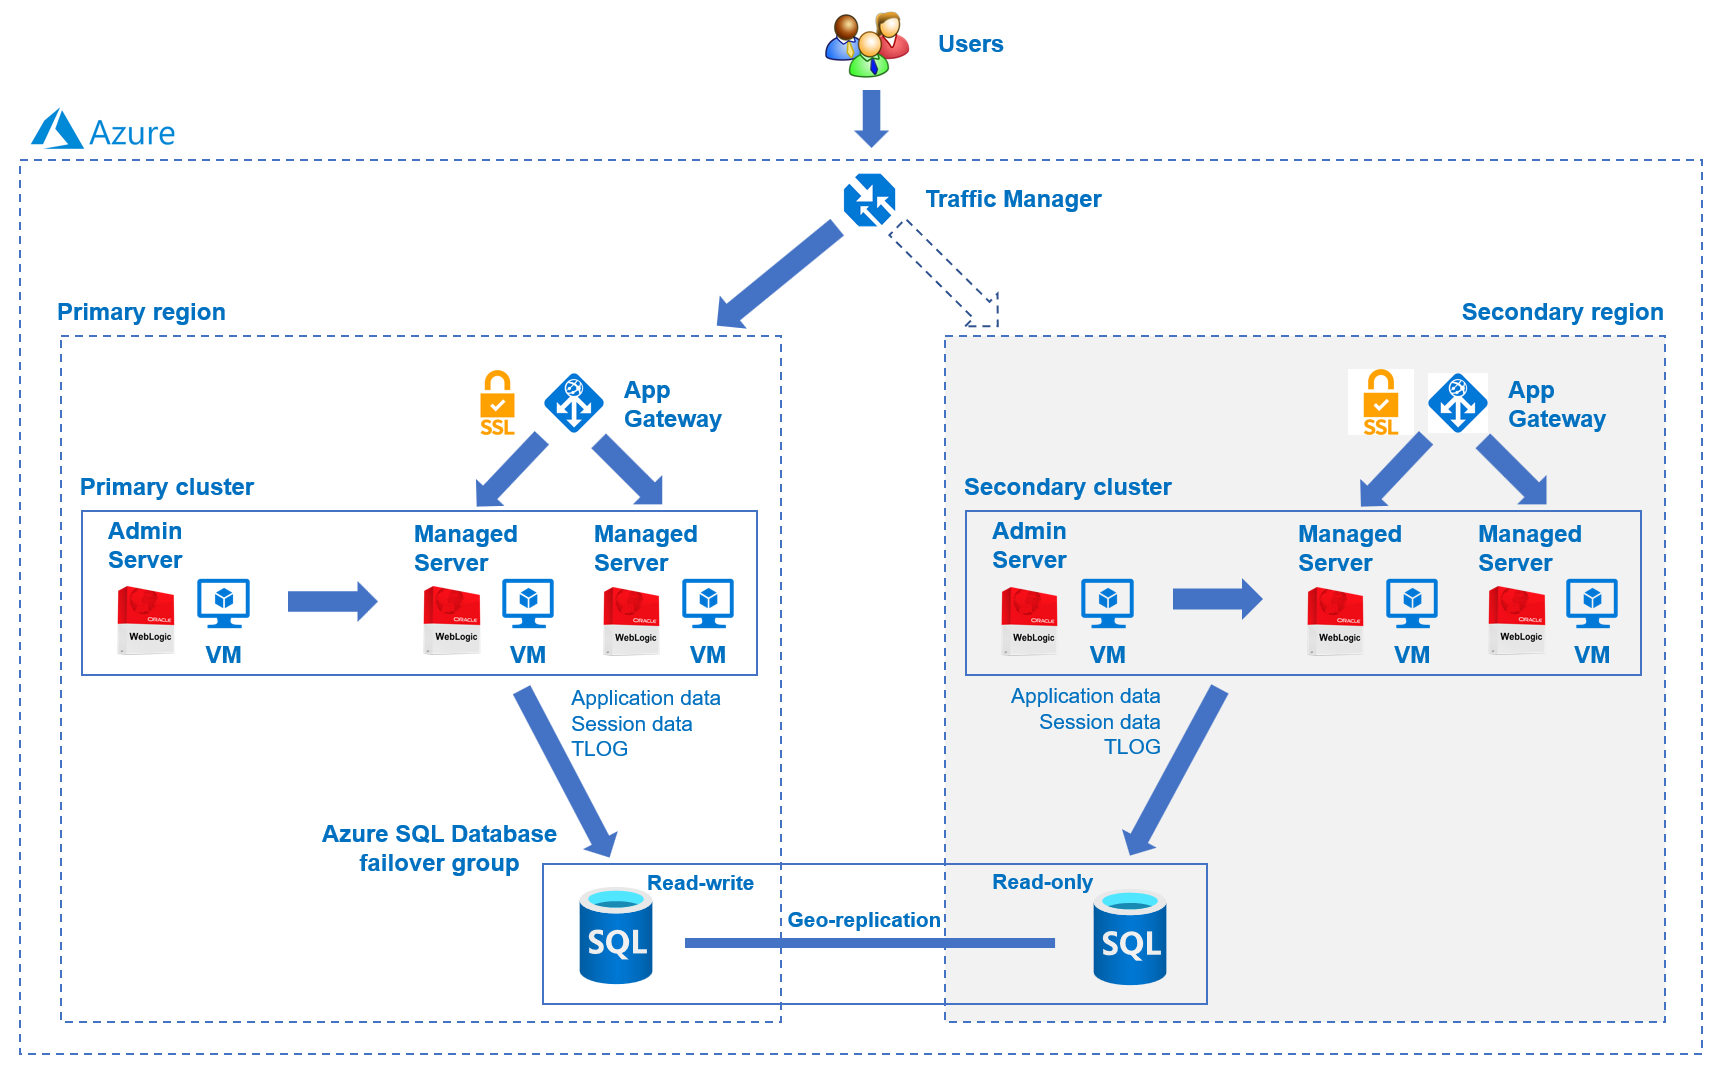 Users
Azure
Traffic Manager
Primary region
Secondary region
SSL
App
Gateway
SSL
App
Gateway
Primary cluster
Admin
Server
Managed
Server
Managed
Server
ORACLE
WebLogic
VM
ORACLE
WebLogic
VM
ORACLE
WebLogic
VM
Secondary cluster
Admin
Server
Managed
Server
Managed
Server
ORACLE
WebLogic
VM
ORACLE
WebLogic
VM
ORACLE
WebLogic
VM
Application data
Session data
TLOG
Application data
Session data
TLOG
Azure SQL Database
failover group
Read-write
SQL
Geo-replication
Read-only
SQL